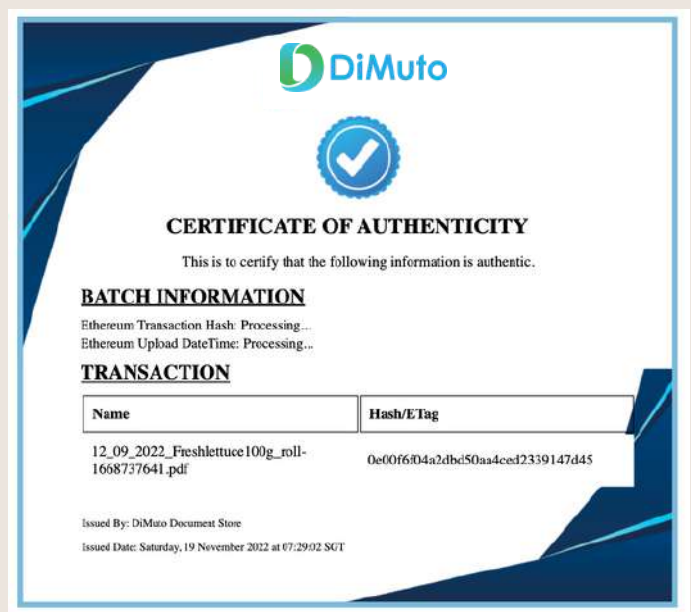 DiMuto
CERTIFICATE OF AUTHENTICITY
This is to certify that the following information is authentic.
BATCH INFORMATION
Ethereum Transaction Hash: Processing...
Ethereum Upload DateTime: Processing...
TRANSACTION
Name
Hash/ETag
12_09_2022_Freshlettuce100g_roll-
1668737641.pdf
0e00f6f04a2dbd50aa4ced2339147d45
Issued By: DiMuto Document Store
Issued Date: Saturday, 19 November 2022 at 07:29:02 SGT